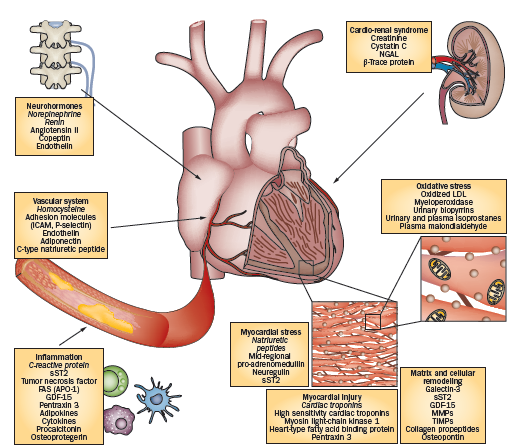 Cardio-renal syndrome
Creatinine
Cystatin C
NGAL
β-Trace protein
Neurohormones
Norepinephrine
Renin
Angiotensin II
Copeptin
Endothelin
Vascular system
Homocysteine
Adhesion molecules
(ICAM, P-selectin)
Endothelin
Adiponectin
C-type natriuretic peptide
Oxidative stress
Oxidized LDL
Myeloperoxidase
Urinary biopyrrins
Urinary and plasma isoprostanes
Plasma malondialdehyde
Inflammation
C-reactive protein
sST2
Tumor necrosis factor
FAS (APO-1)
GDF-15
Pentraxin 3
Adipokines
Cytokines
Procalcitonin
Osteoprotegerin
Myocardial stress
Natriuretic
peptides
Mid-regional
pro-adrenomedullin
Neuregulin
sST2
Myocardial injury
Cardiac troponins
High sensitivity cardiac troponins
Myosin light-chain kinase 1
Heart-type fatty acid binding protein
Pentraxin 3
Matrix and cellular
remodeling
Galectin-3
sST2
GDF-15
MMPs
TIMPs
Collagen propeptides
Osteopontin